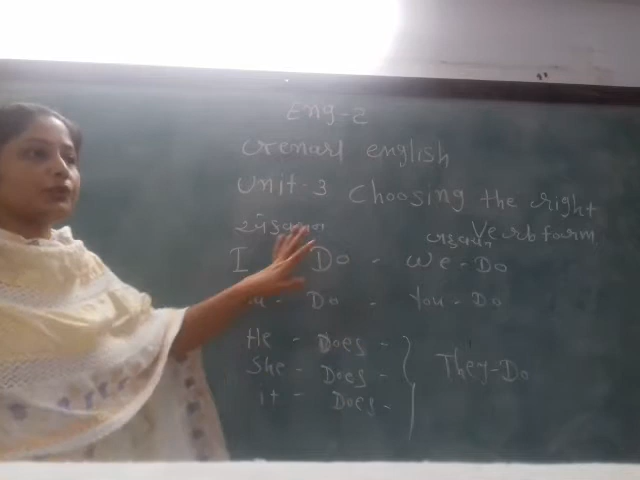 Eng-2
Grenarl english
Unit-3 Choosing the right
Verb form
I Do - We - Do
Do - You - Do
He - Does -
She - Does -
it - Does -
They-Do